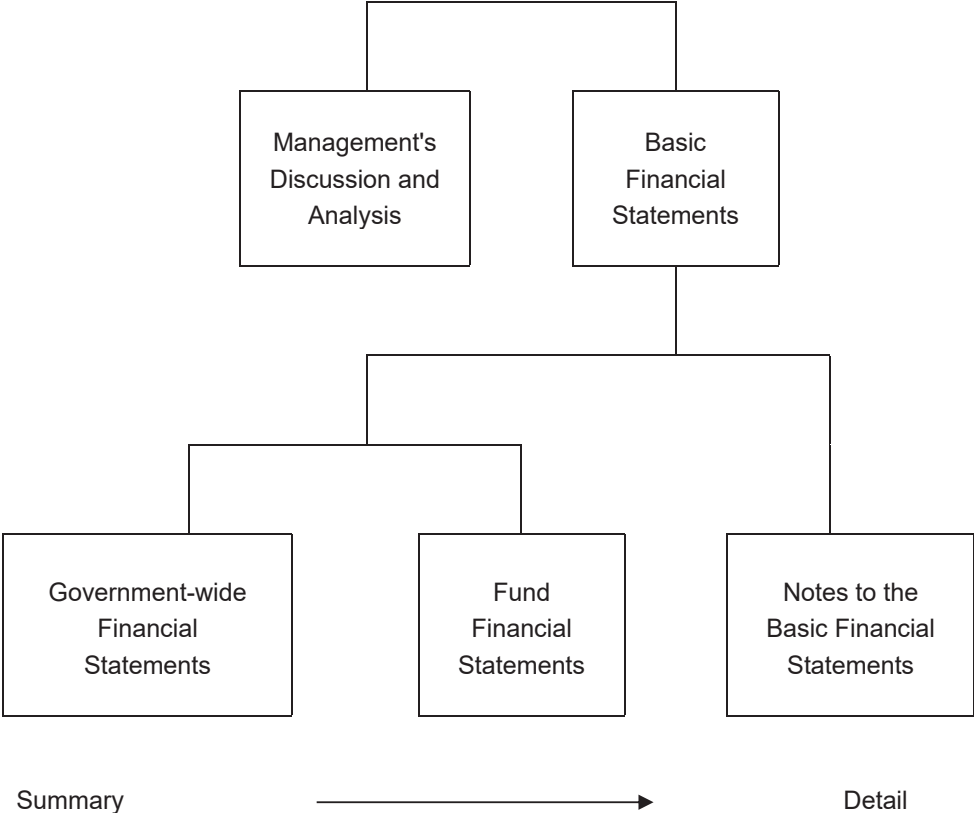 Management's
Discussion and
Analysis
Basic
Financial
Statements
Government-wide
Financial
Statements
Fund
Financial
Statements
Notes to the
Basic Financial
Statements
Summary
Detail